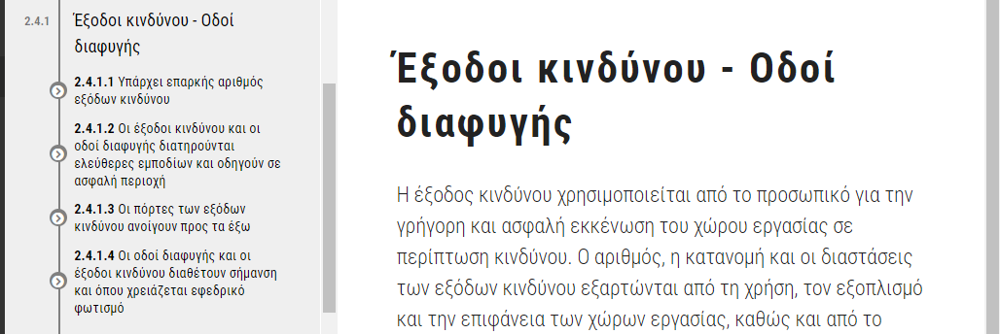 2.4.1 Έξοδοι κινδύνου - Οδοί
διαφυγής
2.4.1.1 Υπάρχει επαρκής αριθμός
εξόδων κινδύνου
2.4.1.2 Οι έξοδοι κινδύνου και οι
οδοί διαφυγής διατηρούνται
ελεύθερες εμποδίων και οδηγούν σε
ασφαλή περιοχή
2.4.1.3 Οι πόρτες των εξόδων
κινδύνου ανοίγουν προς τα έξω
2.4.1.4 Οι οδοί διαφυγής και οι
έξοδοι κινδύνου διαθέτουν σήμανση
και όπου χρειάζεται εφεδρικό
φωτισμό
Έξοδοι κινδύνου - Οδοί
διαφυγής
Η έξοδος κινδύνου χρησιμοποιείται από το προσωπικό για την
γρήγορη και ασφαλή εκκένωση του χώρου εργασίας σε
περίπτωση κινδύνου. Ο αριθμός, η κατανομή και οι διαστάσεις
των εξόδων κινδύνου εξαρτώνται από τη χρήση, τον εξοπλισμό
και την επιφάνεια των χώρων εργασίας, καθώς και από το